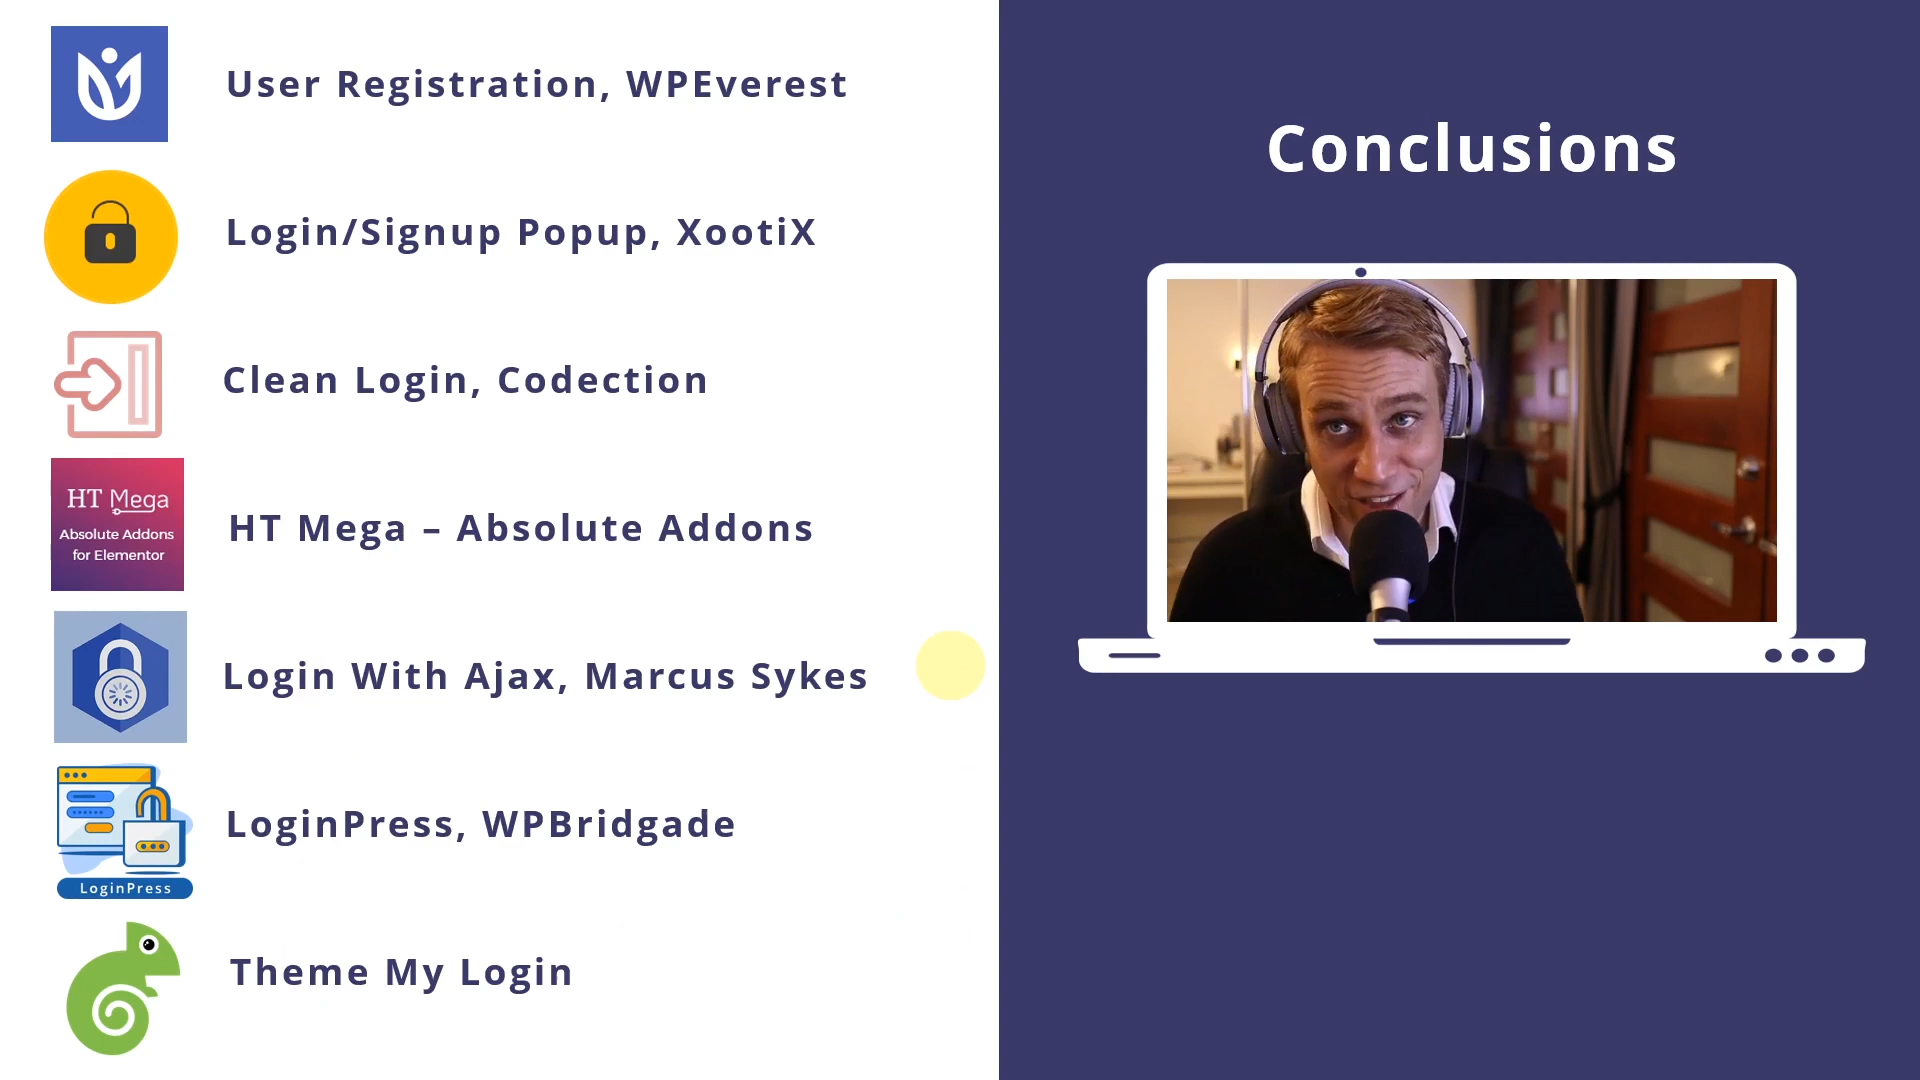 User Registration, WPEverest
Login/Signup Popup, XootiX
Clean Login, Codection
HT Mega
Absolute Addons
for Elementor
HT Mega – Absolute Addons
Login With Ajax, Marcus Sykes
LoginPress, WPBridgade
LoginPress
Theme My Login
Conclusions